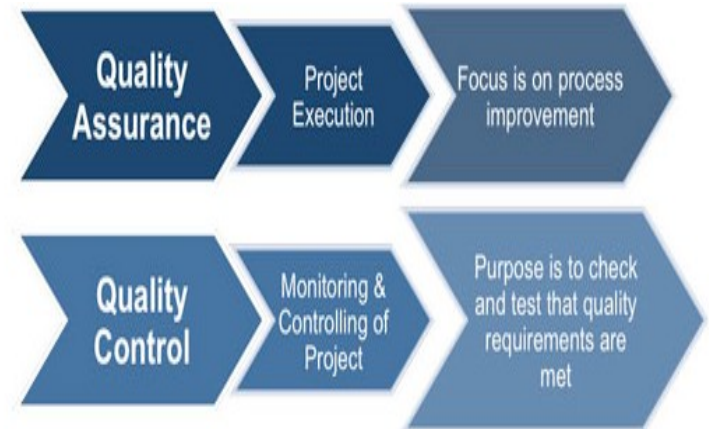 Quality
Assurance
Project
Execution
Focus is on process
improvement
Quality
Control
Monitoring &
Controlling of
Project
Purpose is to check
and test that quality
requirements are
met